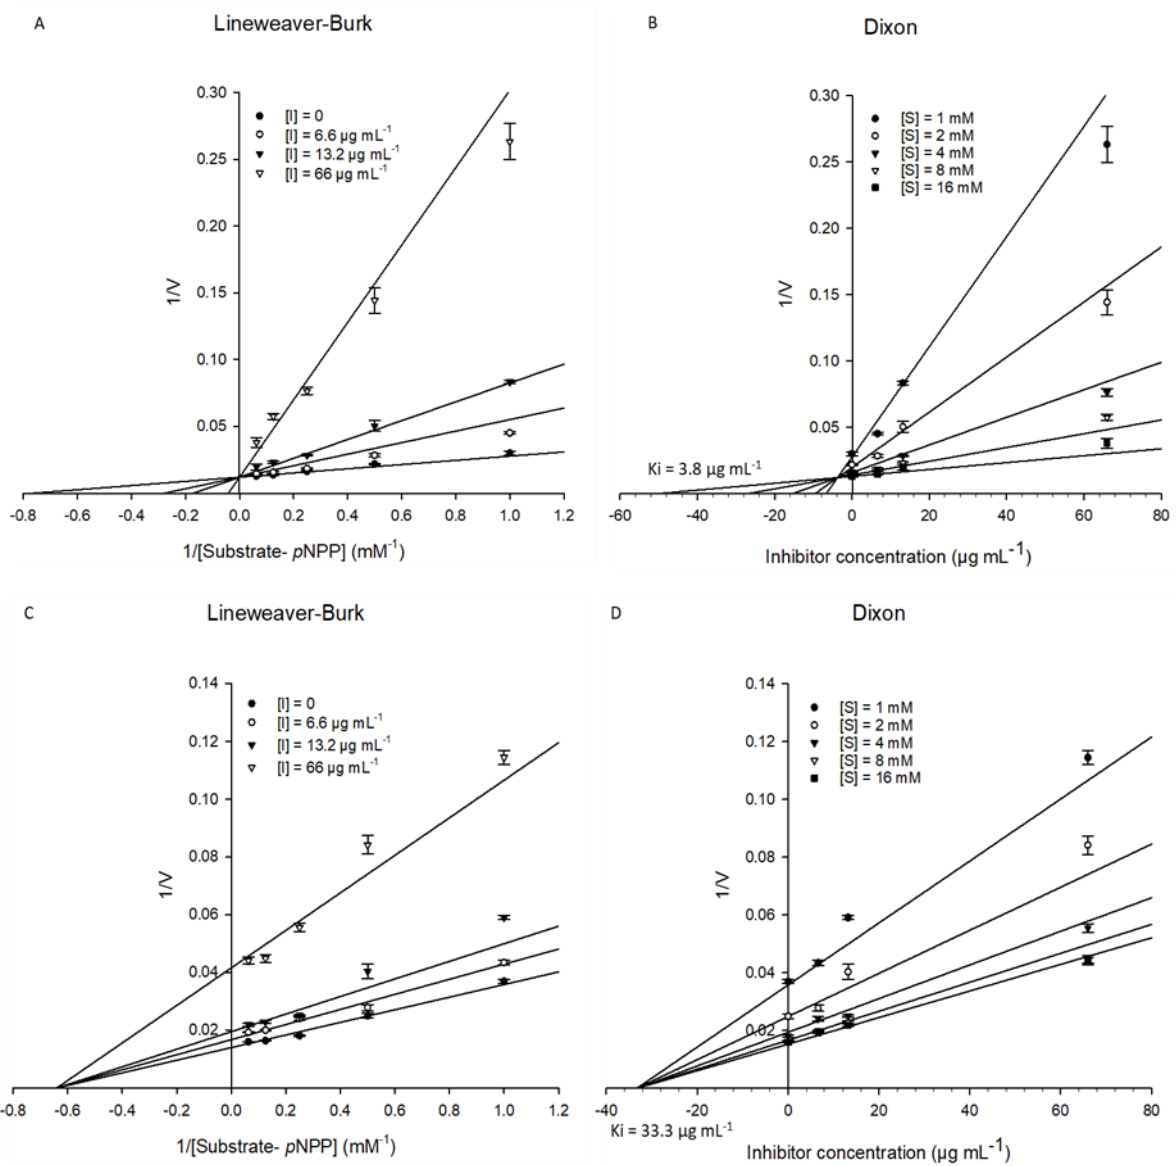 A
Lineweaver-Burk
0.30
0.25
0.20
0.15
0.10
0.05
1/V
[I] = 0
[I] = 6.6 µg mL⁻¹
[I] = 13.2 µg mL⁻¹
[I] = 66 µg mL⁻¹
-0.8 -0.6 -0.4 -0.2 0.0 0.2 0.4 0.6 0.8 1.0 1.2
1/[Substrate- pNPP] (mM⁻¹)
B
Dixon
0.30
0.25
0.20
0.15
0.10
0.05
1/V
[S] = 1 mM
[S] = 2 mM
[S] = 4 mM
[S] = 8 mM
[S] = 16 mM
Ki = 3.8 µg mL⁻¹
-60 -40 -20 0 20 40 60 80
Inhibitor concentration (µg mL⁻¹)
C
Lineweaver-Burk
0.14
0.12
0.10
0.08
0.06
0.04
0.02
1/V
[I] = 0
[I] = 6.6 µg mL⁻¹
[I] = 13.2 µg mL⁻¹
[I] = 66 µg mL⁻¹
-0.8 -0.6 -0.4 -0.2 0.0 0.2 0.4 0.6 0.8 1.0 1.2
1/[Substrate- pNPP] (mM⁻¹)
D
Dixon
0.14
0.12
0.10
0.08
0.06
0.04
0.02
1/V
[S] = 1 mM
[S] = 2 mM
[S] = 4 mM
[S] = 8 mM
[S] = 16 mM
-40 -20 0 20 40 60 80
Ki = 33.3 µg mL⁻¹
Inhibitor concentration (µg mL⁻¹)